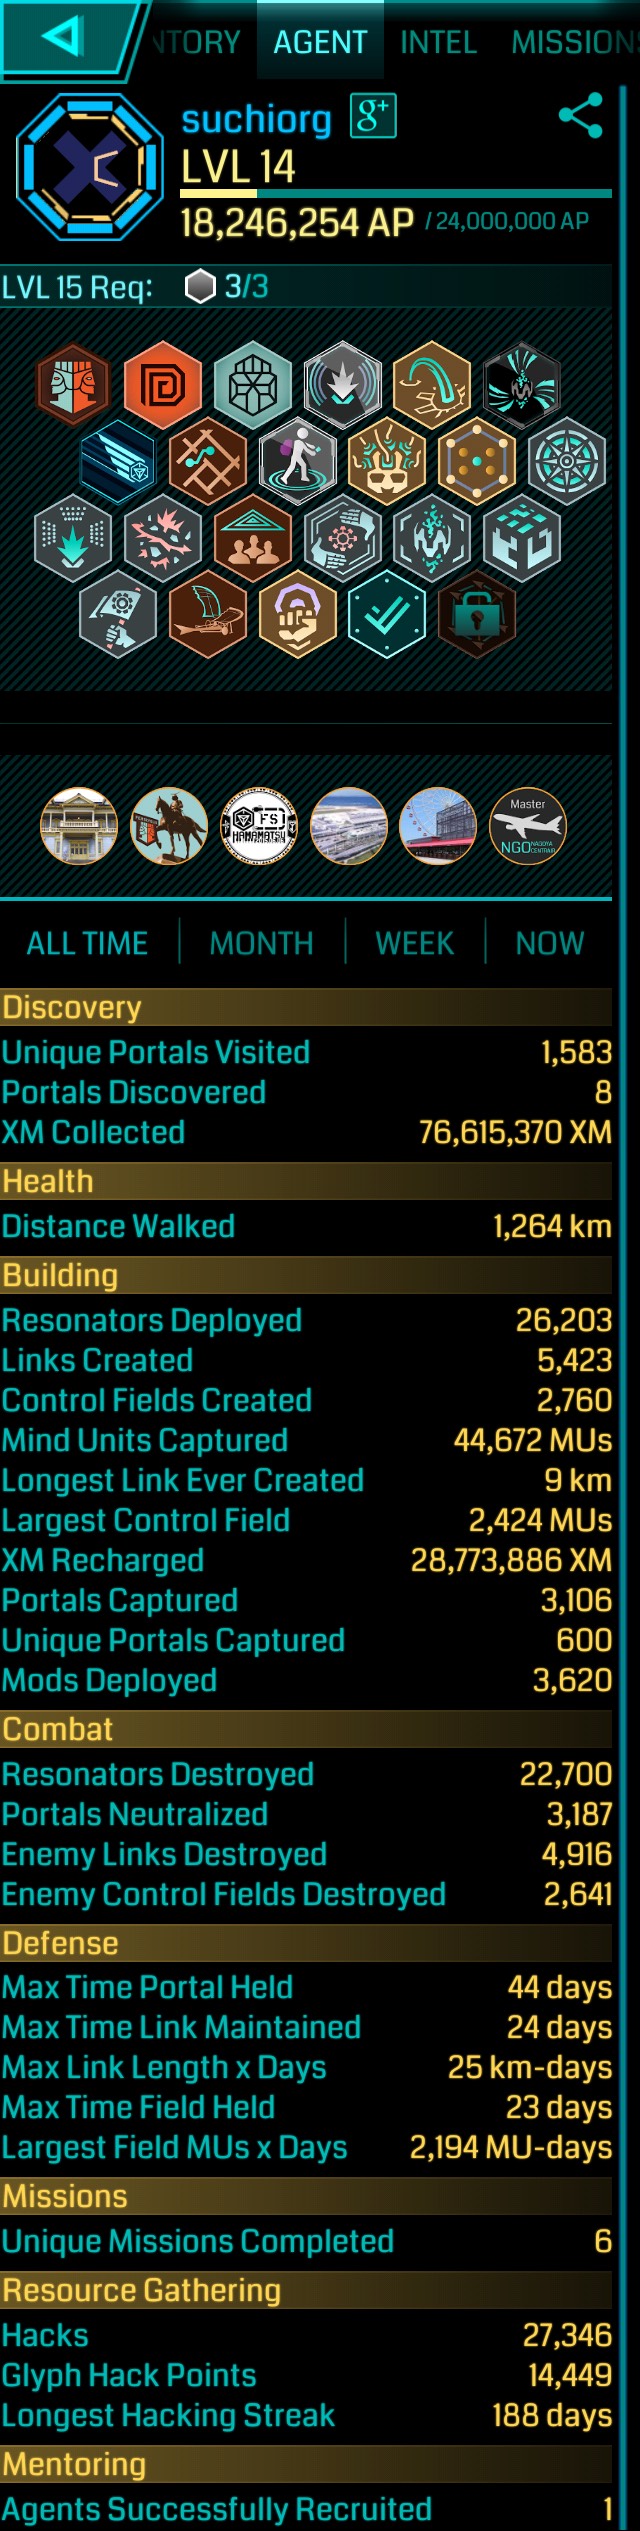 NTORY AGENT INTEL MISSIONS
suchiorg g+
LVL 14
18,246,254 AP / 24,000,000 AP
LVL 15 Req: 3/3
FS
HAMAMATSU
Master
NGO NAGOYA CENTRAIR
ALL TIME MONTH WEEK NOW
Discovery
Unique Portals Visited 1,583
Portals Discovered 8
XM Collected 76,615,370 XM
Health
Distance Walked 1,264 km
Building
Resonators Deployed 26,203
Links Created 5,423
Control Fields Created 2,760
Mind Units Captured 44,672 MUs
Longest Link Ever Created 9 km
Largest Control Field 2,424 MUs
XM Recharged 28,773,886 XM
Portals Captured 3,106
Unique Portals Captured 600
Mods Deployed 3,620
Combat
Resonators Destroyed 22,700
Portals Neutralized 3,187
Enemy Links Destroyed 4,916
Enemy Control Fields Destroyed 2,641
Defense
Max Time Portal Held 44 days
Max Time Link Maintained 24 days
Max Link Length x Days 25 km-days
Max Time Field Held 23 days
Largest Field MUs x Days 2,194 MU-days
Missions
Unique Missions Completed 6
Resource Gathering
Hacks 27,346
Glyph Hack Points 14,449
Longest Hacking Streak 188 days
Mentoring
Agents Successfully Recruited 1